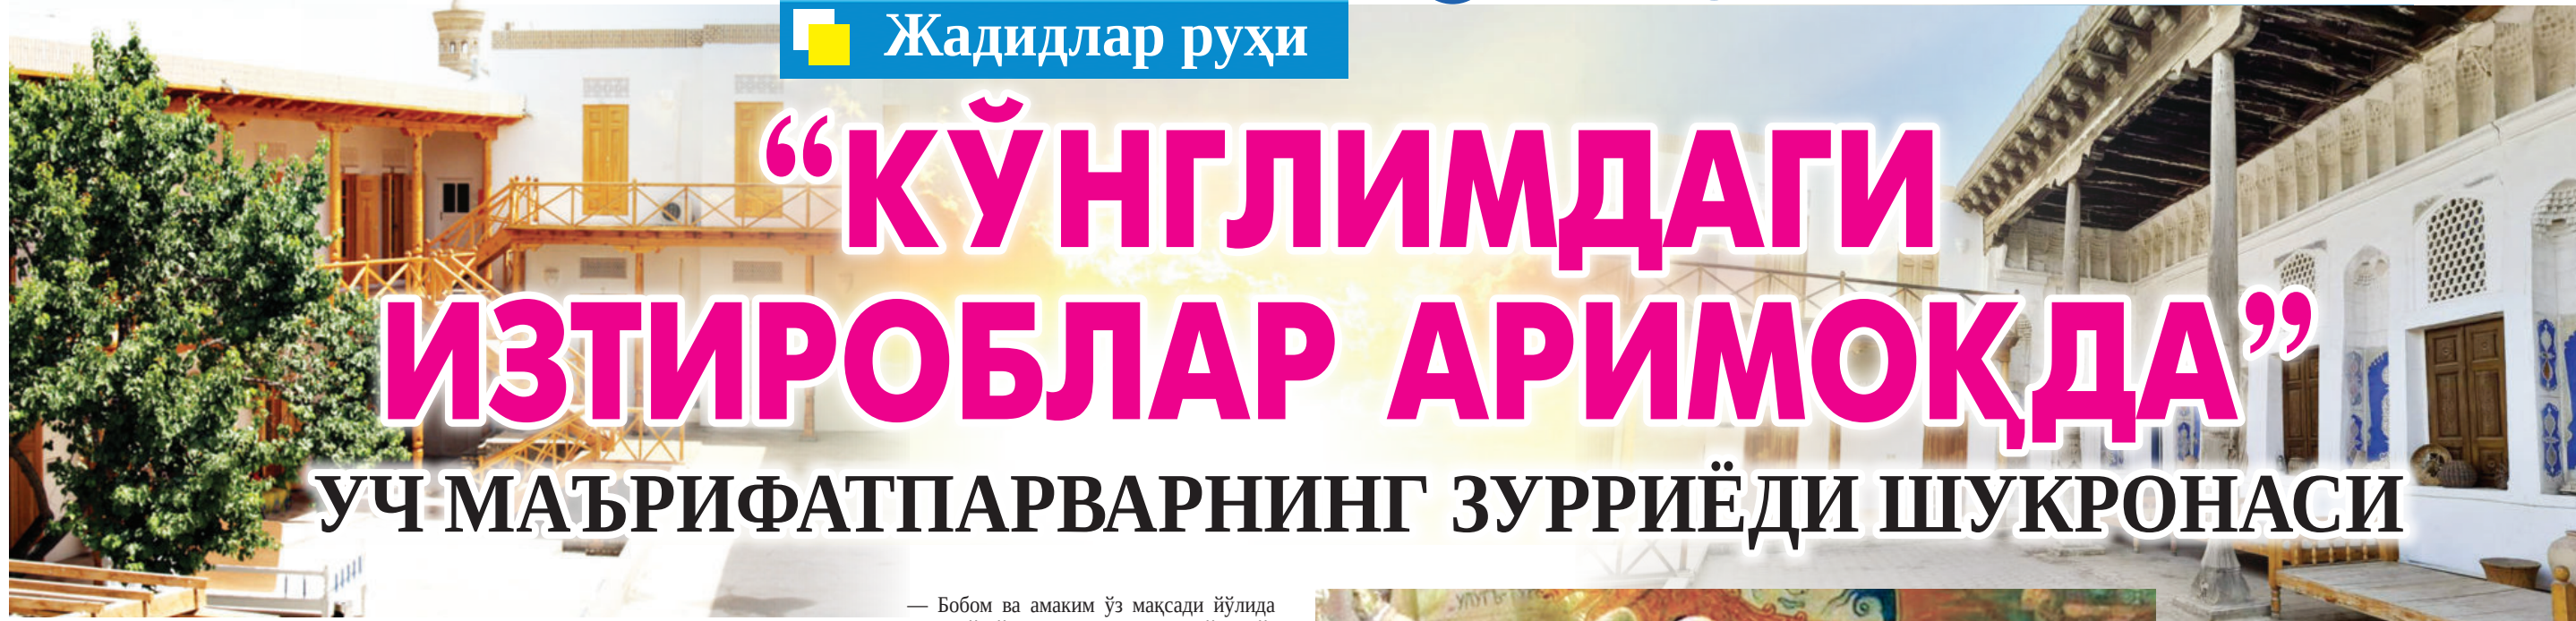 Жадидлар руҳи
“КЎНГЛИМДАГИ
ИЗТИРОБЛАР АРИМОҚДА”
УЧ МАЪРИФАТПАРВАРНИНГ ЗУРРИЁДИ ШУКРОНАСИ
— Бобом ва амаким ўз мақсади йўлида